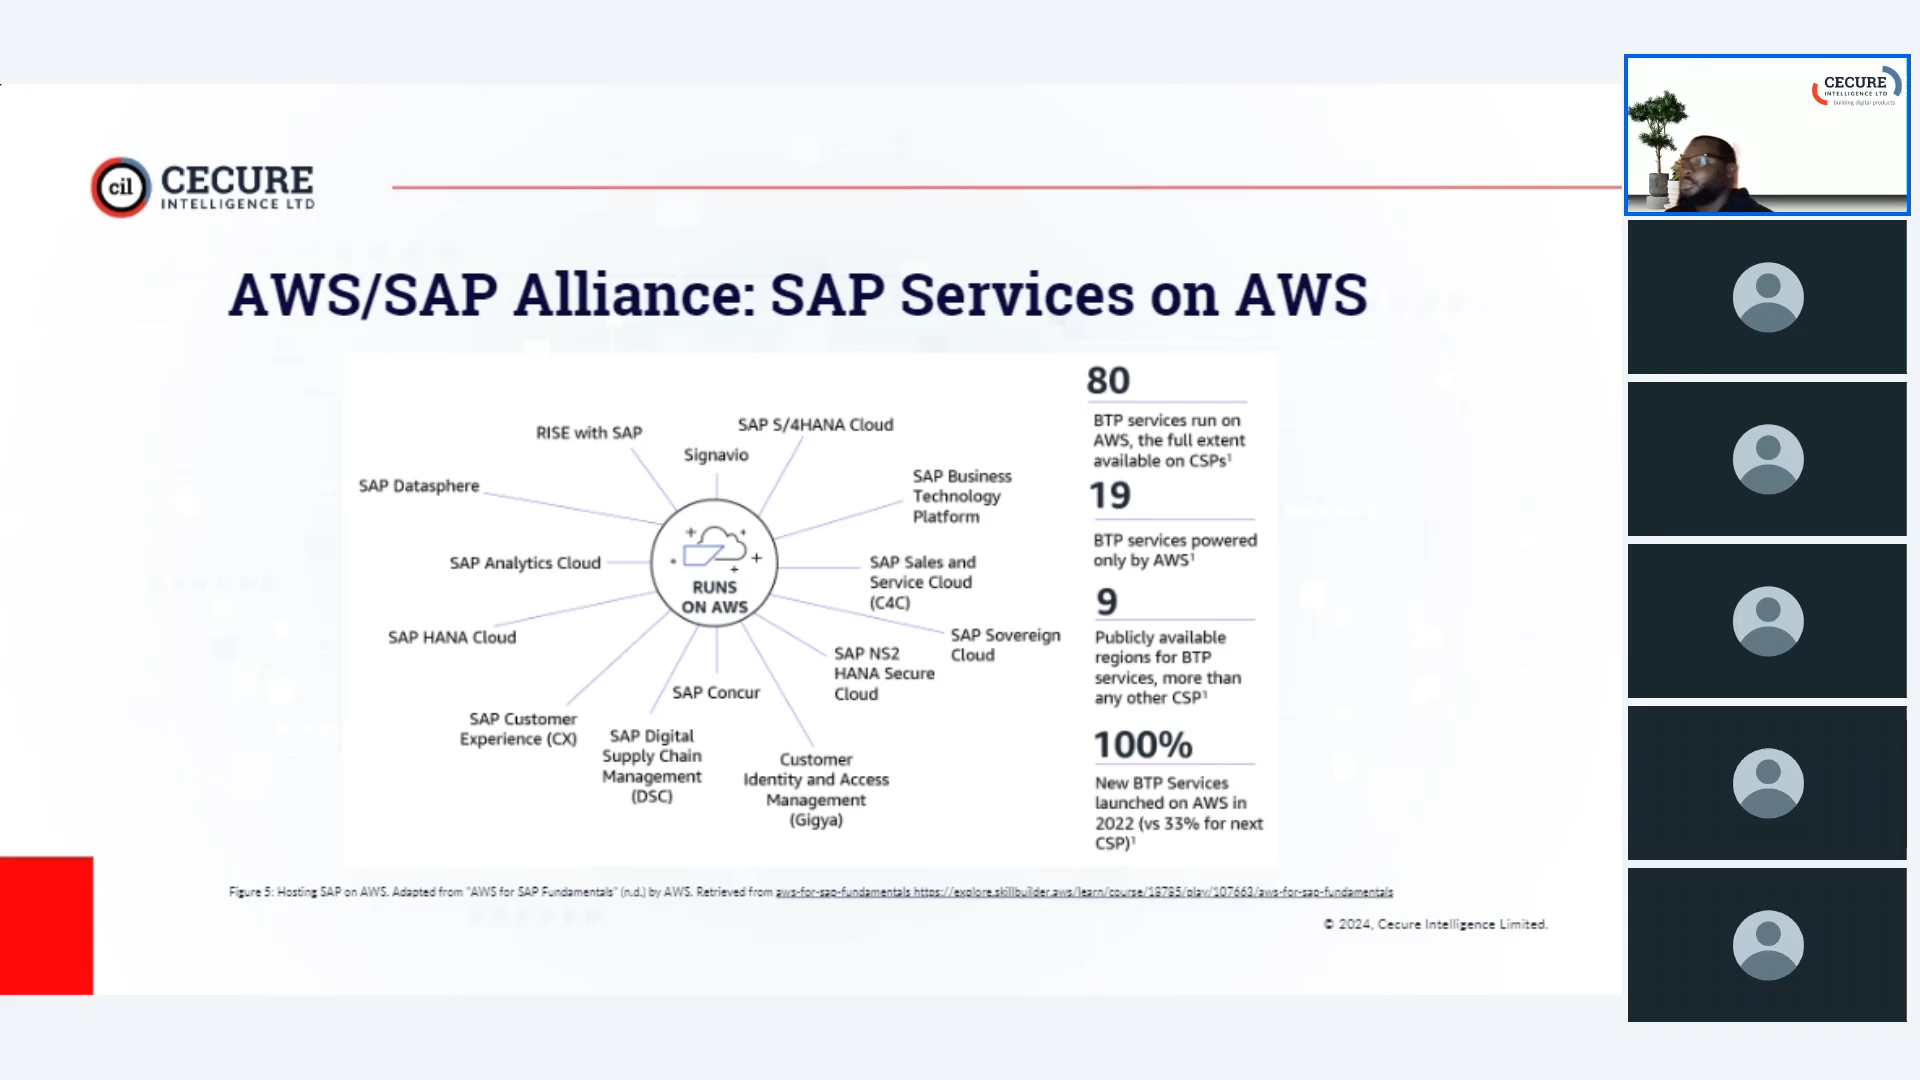 CECURE
INTELLIGENCE LTD
building digital products
cil
CECURE
INTELLIGENCE LTD
AWS/SAP Alliance: SAP Services on AWS
RISE with SAP
SAP S/4HANA Cloud
Signavio
SAP Datasphere
SAP Business
Technology
Platform
SAP Analytics Cloud
SAP Sales and
Service Cloud
(C4C)
RUNS
ON AWS
SAP HANA Cloud
SAP Sovereign
Cloud
SAP NS2
HANA Secure
Cloud
SAP Concur
SAP Customer
Experience (CX)
SAP Digital
Supply Chain
Management
(DSC)
Customer
Identity and Access
Management
(Gigya)
80
BTP services run on
AWS, the full extent
available on CSPs¹
19
BTP services powered
only by AWS¹
9
Publicly available
regions for BTP
services, more than
any other CSP¹
100%
New BTP Services
launched on AWS in
2022 (vs 33% for next
CSP)¹
Figure 5: Hosting SAP on AWS. Adapted from "AWS for SAP Fundamentals" (n.d.) by AWS. Retrieved from aws-for-sap-fundamentals https://explore.skillbuilder.aws/learn/course/18785/play/107663/aws-for-sap-fundamentals
© 2024, Cecure Intelligence Limited.